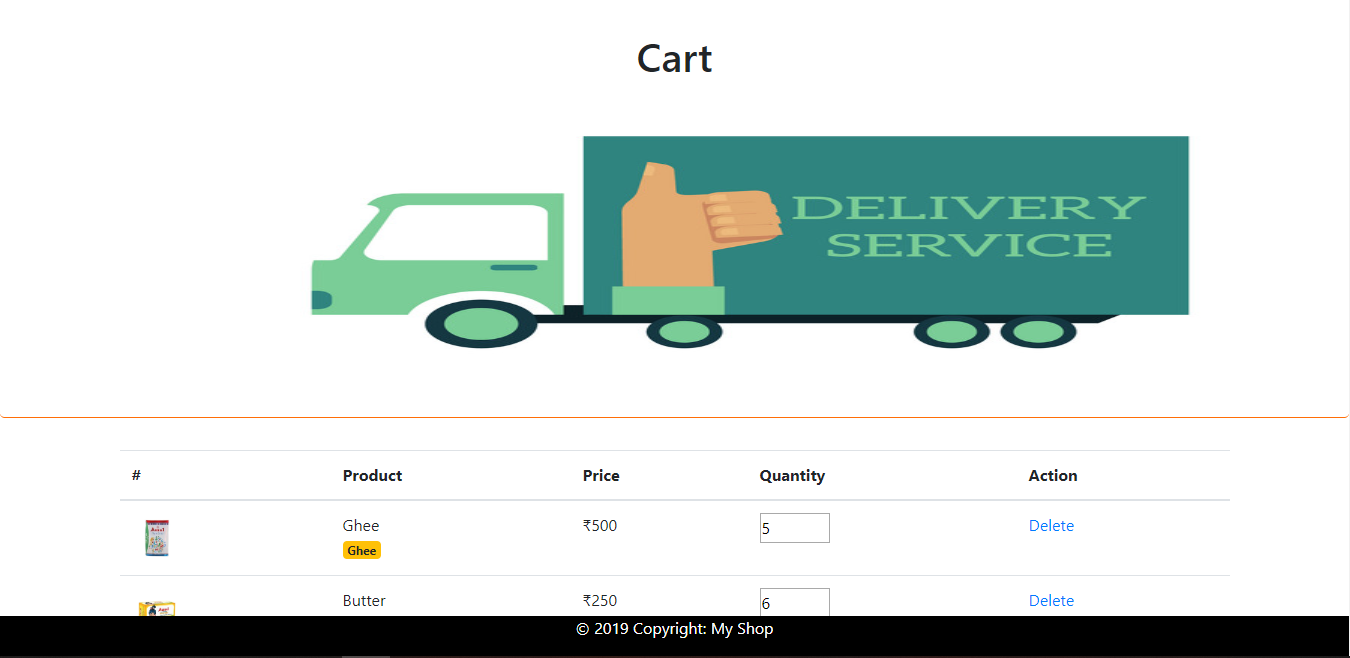 Cart
DELIVERY
SERVICE
# Product Price Quantity Action
Ghee ₹500 5 Delete
Ghee
Butter ₹250 6 Delete
© 2019 Copyright: My Shop